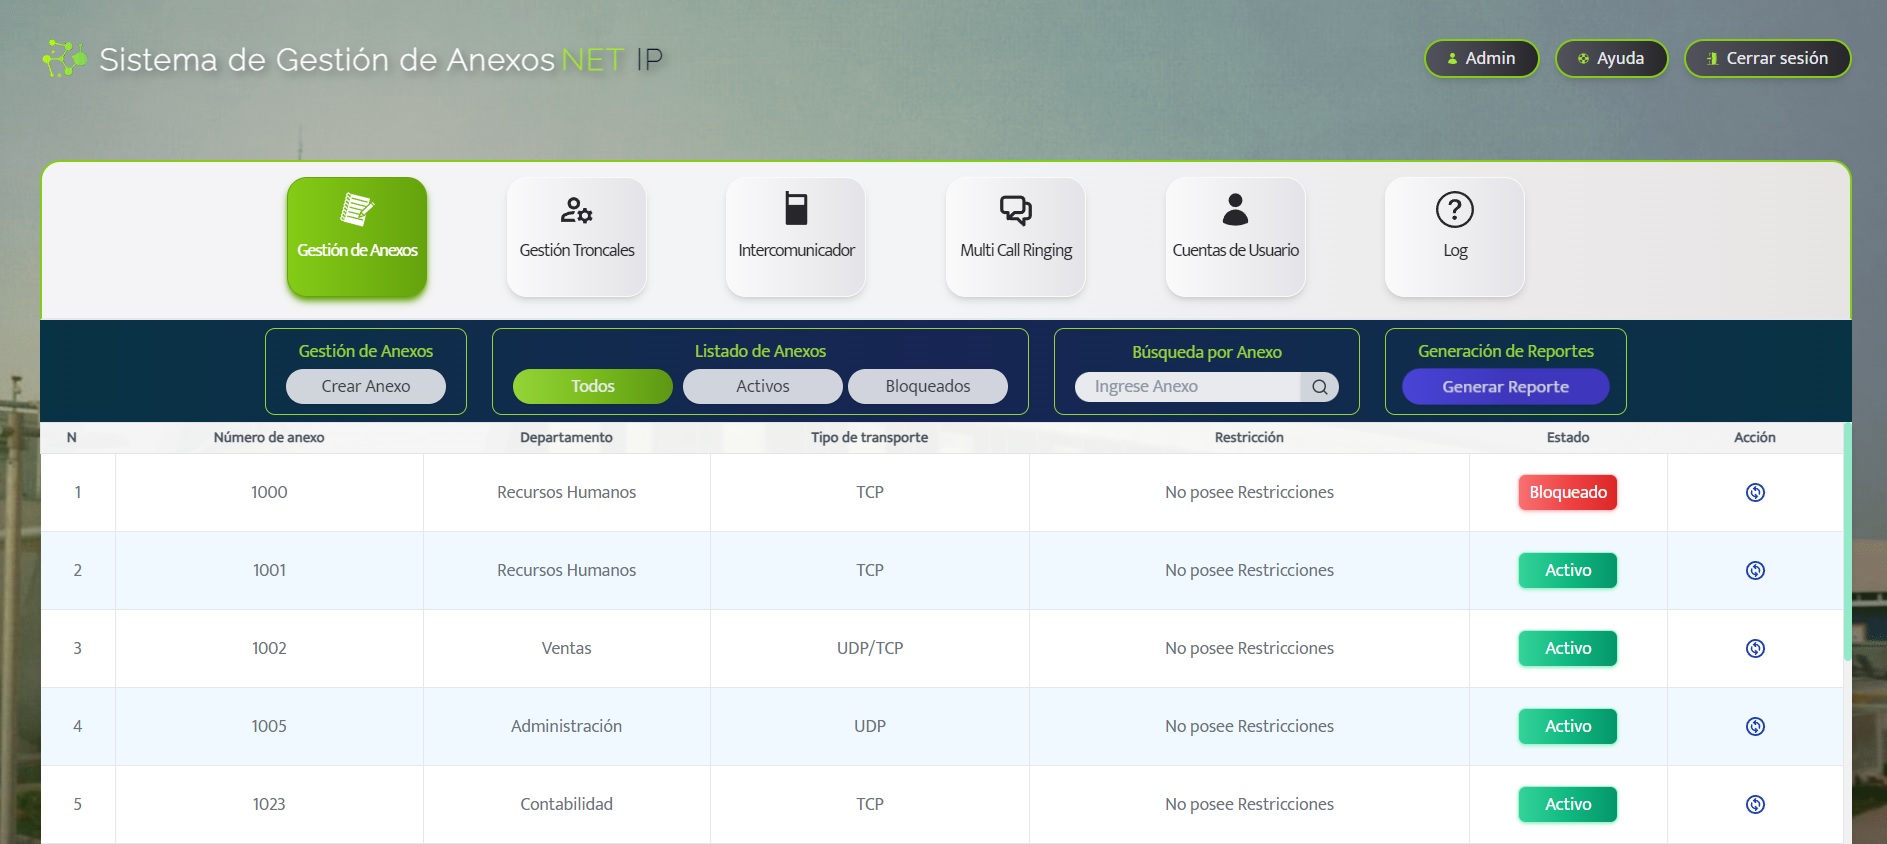 Sistema de Gestión de Anexos NET IP
Admin
Ayuda
Cerrar sesión
Gestión de Anexos
Gestión Troncales
Intercomunicador
Multi Call Ringing
Cuentas de Usuario
?
Log
Gestión de Anexos
Crear Anexo
Listado de Anexos
Todos Activos Bloqueados
Búsqueda por Anexo
Ingrese Anexo
Generación de Reportes
Generar Reporte
N Número de anexo Departamento Tipo de transporte Restricción Estado Acción
1 1000 Recursos Humanos TCP No posee Restricciones Bloqueado
2 1001 Recursos Humanos TCP No posee Restricciones Activo
3 1002 Ventas UDP/TCP No posee Restricciones Activo
4 1005 Administración UDP No posee Restricciones Activo
5 1023 Contabilidad TCP No posee Restricciones Activo